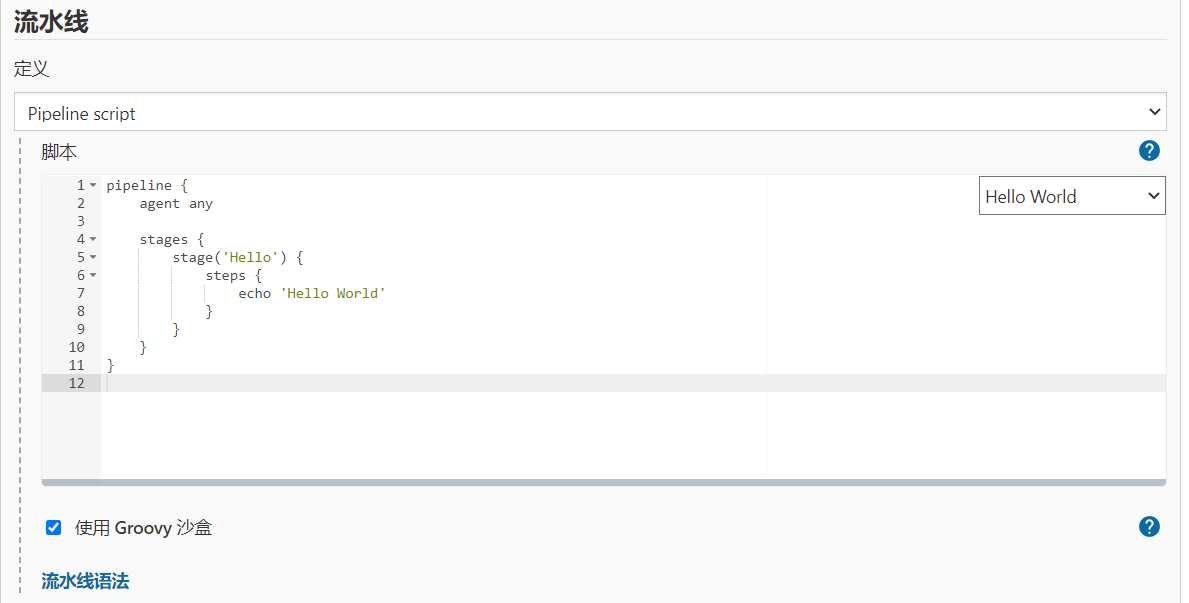 流水线
定义
Pipeline script
脚本
?
Hello World
1 pipeline {
2     agent any
3
4     stages {
5         stage('Hello') {
6             steps {
7                 echo 'Hello World'
8             }
9         }
10     }
11 }
12
使用 Groovy 沙盒
?
流水线语法